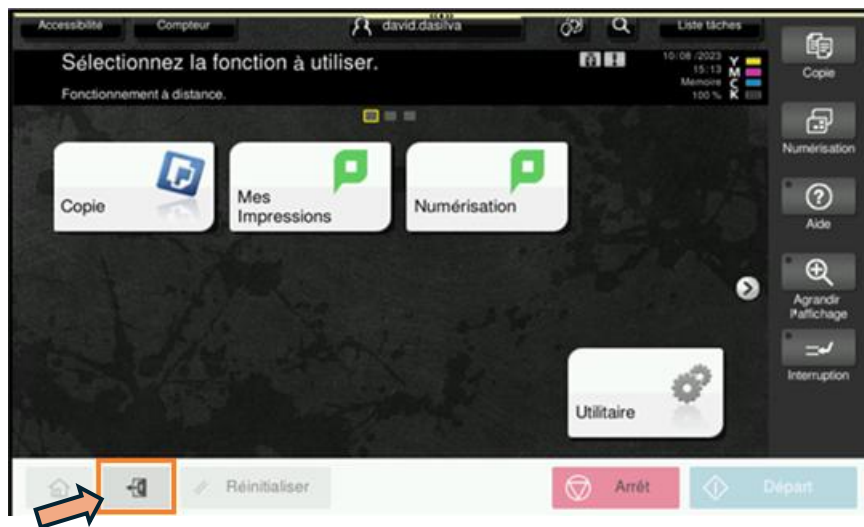 Accessibilité
Compteur
david.dasilva
Liste tâches
Sélectionnez la fonction à utiliser.
Fonctionnement à distance.
10/08/2023
15:13
Mémoire
100 %
Y
M
C
K
Copie
Mes
Impressions
Numérisation
Utilitaire
Copie
Numérisation
Aide
Agrandir
l'affichage
Interruption
Réinitialiser
Arrêt
Départ